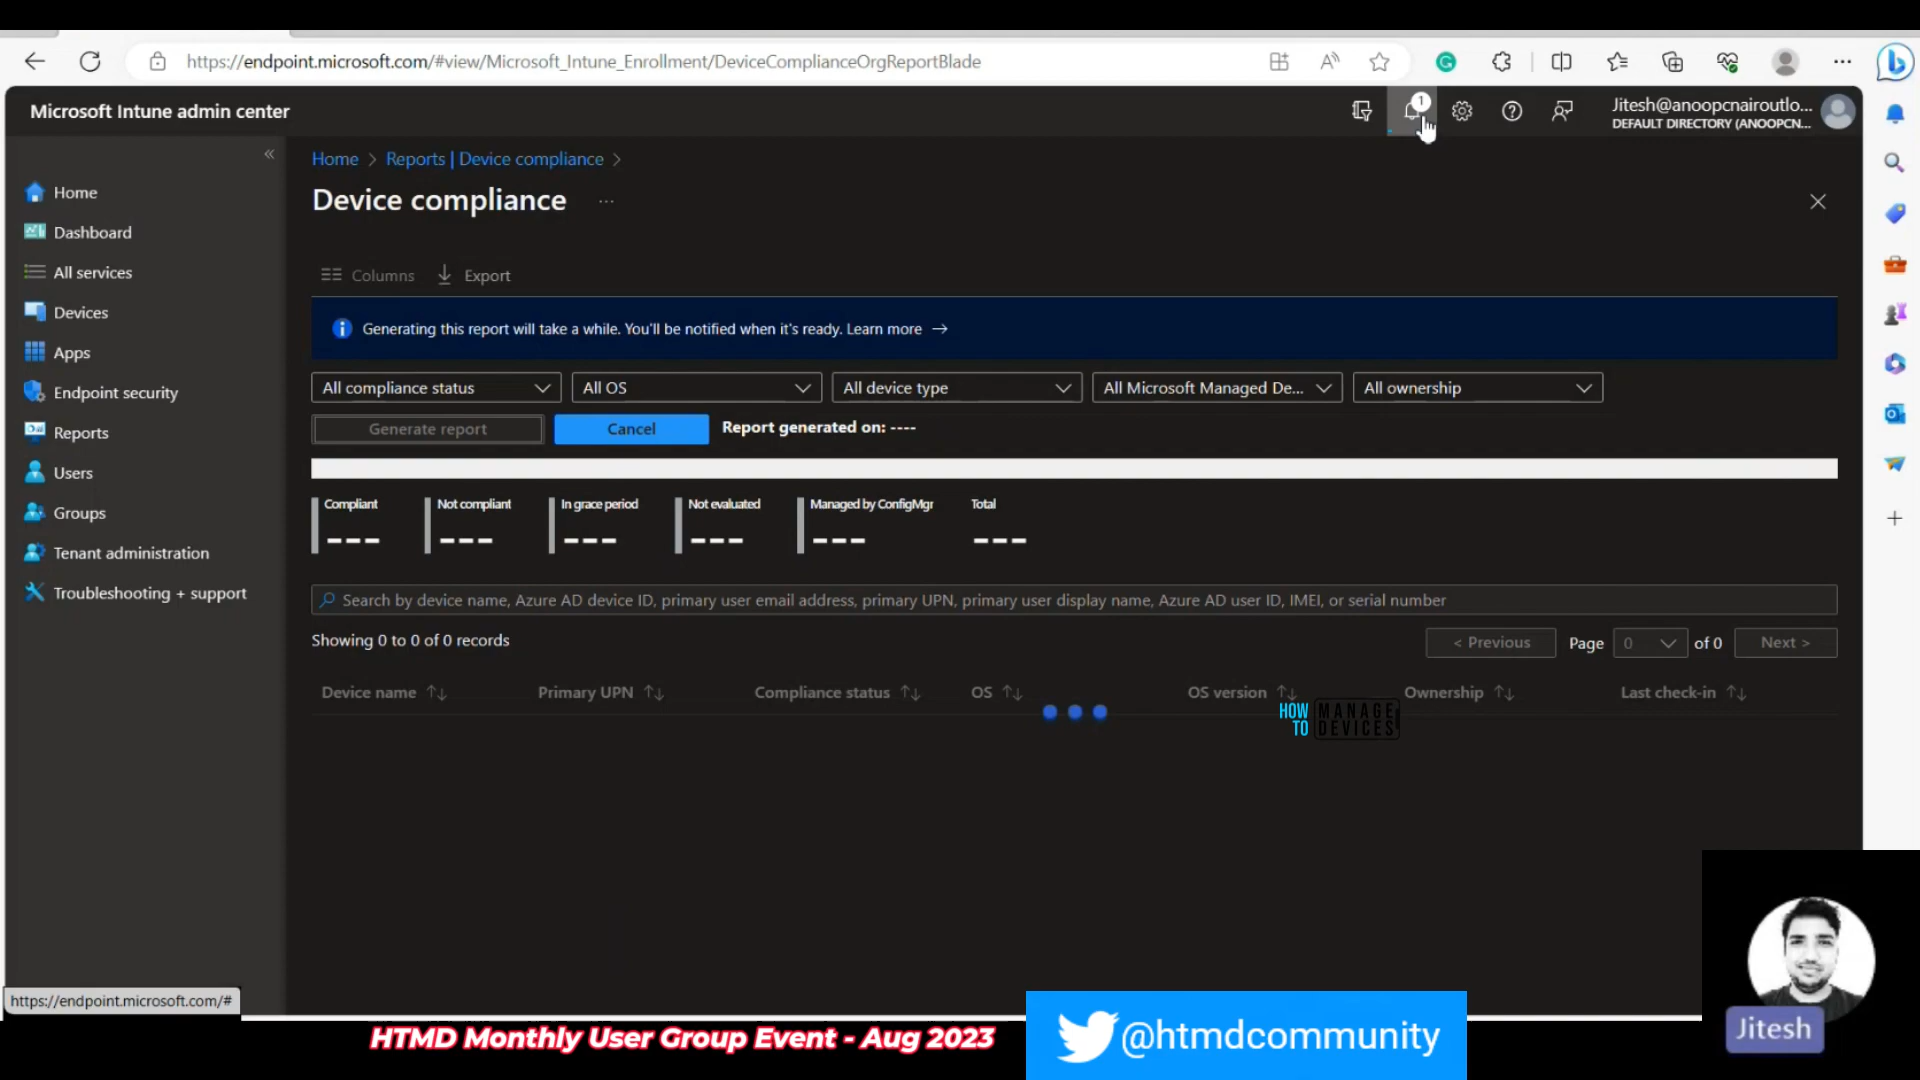 https://endpoint.microsoft.com/#view/Microsoft_Intune_Enrollment/DeviceComplianceOrgReportBlade
Microsoft Intune admin center
1
Jitesh@anoopcnairoutlo...
DEFAULT DIRECTORY (ANOOPCN...
Home > Reports | Device compliance >
Device compliance ...
Home
Dashboard
All services
Devices
Apps
Endpoint security
Reports
Users
Groups
Tenant administration
Troubleshooting + support
Columns Export
Generating this report will take a while. You'll be notified when it's ready. Learn more →
All compliance status All OS All device type All Microsoft Managed De... All ownership
Generate report Cancel Report generated on: ----
Compliant Not compliant In grace period Not evaluated Managed by ConfigMgr Total
--- --- --- --- --- ---
Search by device name, Azure AD device ID, primary user email address, primary UPN, primary user display name, Azure AD user ID, IMEI, or serial number
Showing 0 to 0 of 0 records
< Previous Page 0 of 0 Next >
Device name Primary UPN Compliance status OS OS version Ownership Last check-in
HOW TO MANAGE DEVICES
https://endpoint.microsoft.com/#
HTMD Monthly User Group Event - Aug 2023
@htmdcommunity
Jitesh